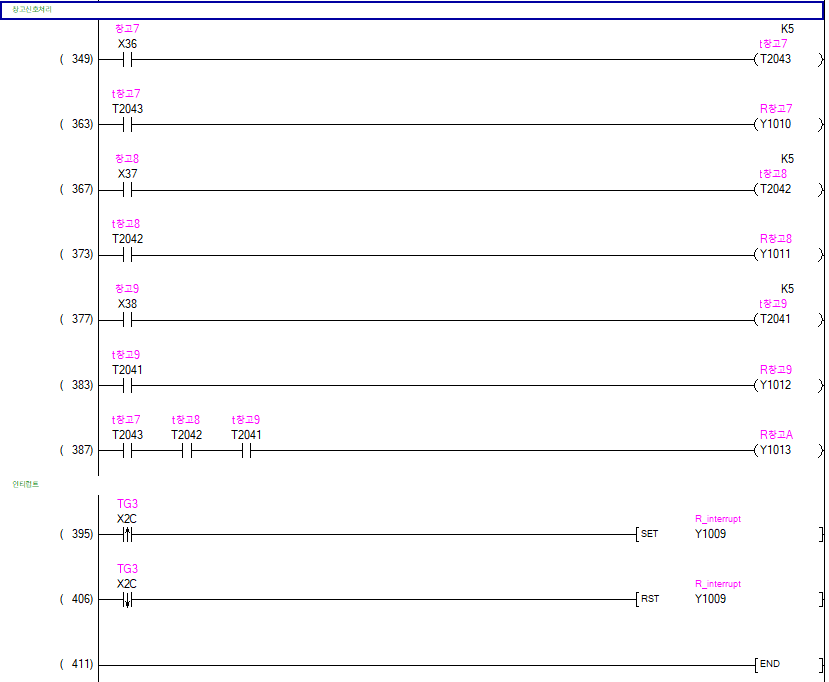 창고신호처리
창고7 K5
X36 t창고7
( 349) T2043
t창고7
T2043 R창고7
( 363) Y1010
창고8 K5
X37 t창고8
( 367) T2042
t창고8
T2042 R창고8
( 373) Y1011
창고9 K5
X38 t창고9
( 377) T2041
t창고9
T2041 R창고9
( 383) Y1012
t창고7 t창고8 t창고9
T2043 T2042 T2041 R창고A
( 387) Y1013
인터럽트
TG3
X2C R_interrupt
( 395) SET Y1009
TG3
X2C R_interrupt
( 406) RST Y1009
( 411) END